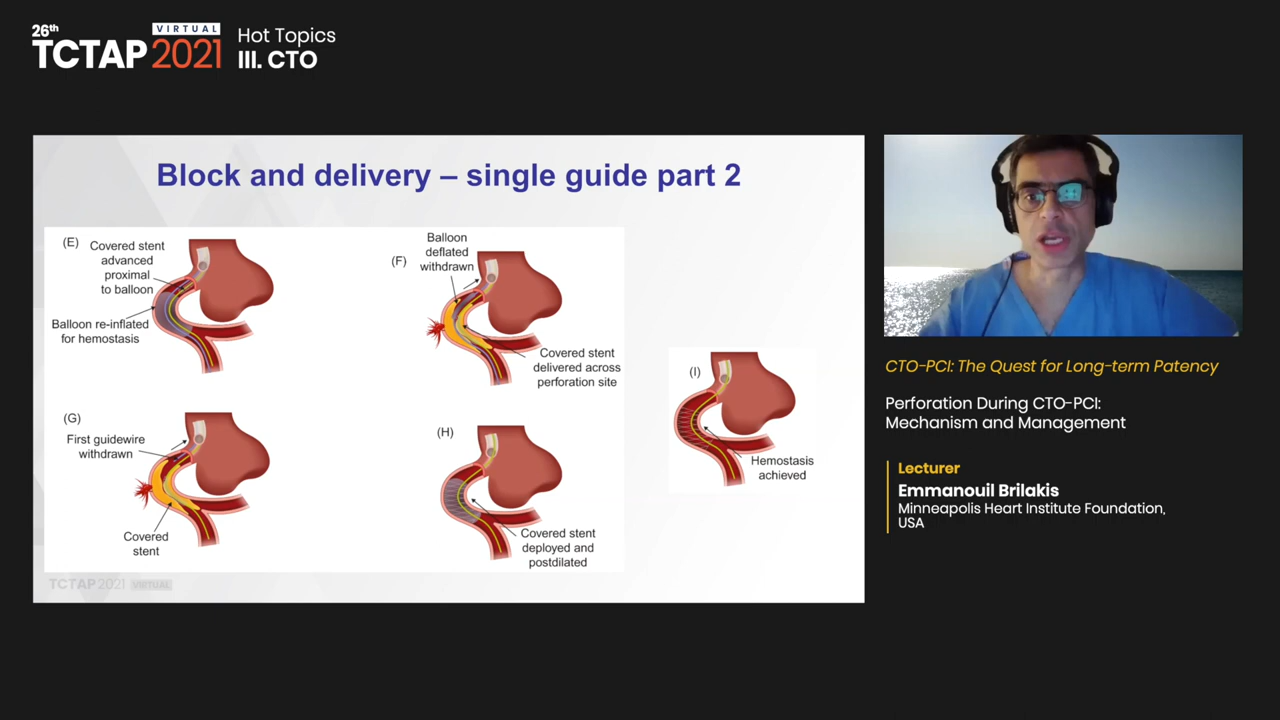 26th
VIRTUAL
TCTAP 2021
Hot Topics
III. CTO
Block and delivery – single guide part 2
(E)
Covered stent
advanced
proximal
to balloon
Balloon re-inflated
for hemostasis
(F)
Balloon
deflated
withdrawn
Covered stent
delivered across
perforation site
(G)
First guidewire
withdrawn
Covered
stent
(H)
Covered stent
deployed and
postdilated
(I)
Hemostasis
achieved
TCTAP 2021 VIRTUAL
CTO-PCI: The Quest for Long-term Patency
Perforation During CTO-PCI:
Mechanism and Management
Lecturer
Emmanouil Brilakis
Minneapolis Heart Institute Foundation,
USA